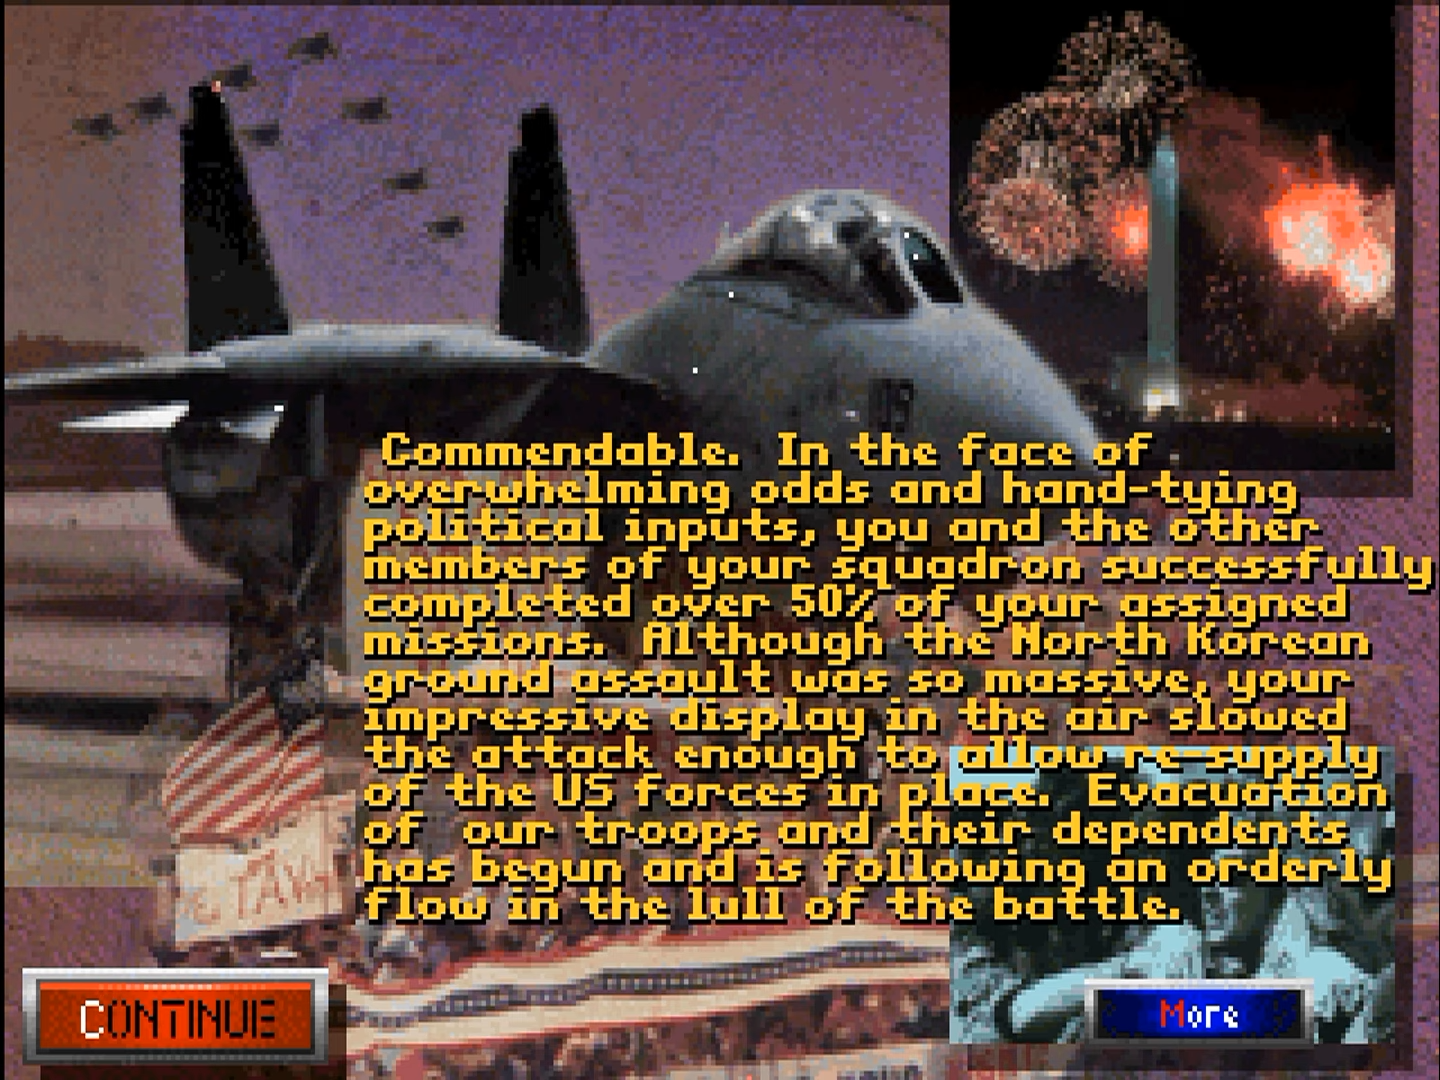 Commendable. In the face of
overwhelming odds and hand-tying
political inputs, you and the other
members of your squadron successfully
completed over 50% of your assigned
missions. Although the North Korean
ground assault was so massive, your
impressive display in the air slowed
the attack enough to allow re-supply
of the US forces in place. Evacuation
of our troops and their dependents
has begun and is following an orderly
flow in the lull of the battle.
CONTINUE
More